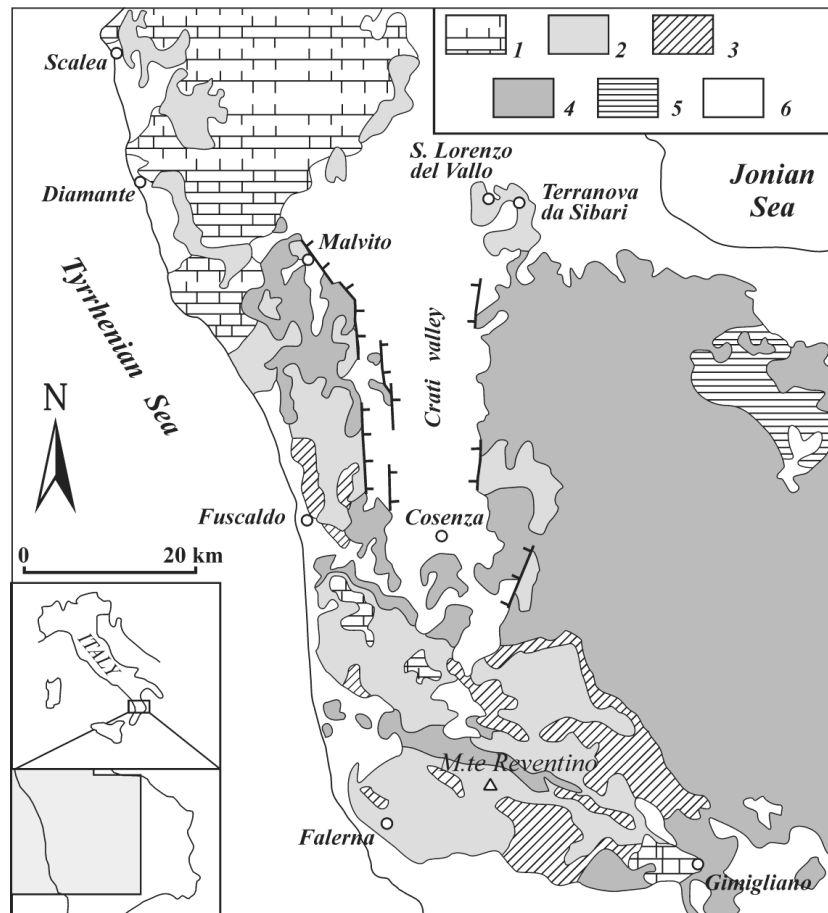 1 2 3
4 5 6
Scalea
S. Lorenzo
del Vallo
Terranova
da Sibari
Jonian
Sea
Diamante
Malvito
Tyrrhenian Sea
Crati valley
N
Fuscaldo
Cosenza
0 20 km
ITALY
M.te Reventino
Falerna
Gimigliano